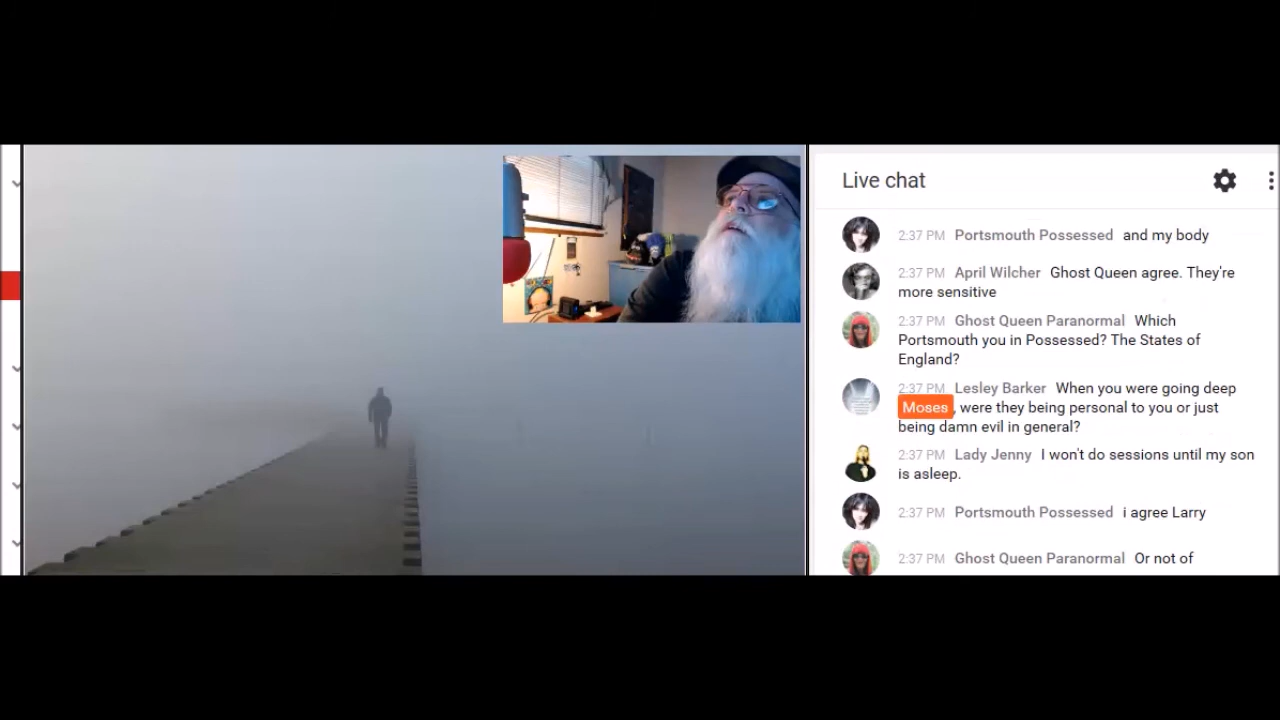 Live chat
2:37 PM Portsmouth Possessed and my body
2:37 PM April Wilcher Ghost Queen agree. They're
more sensitive
2:37 PM Ghost Queen Paranormal Which
Portsmouth you in Possessed? The States of
England?
2:37 PM Lesley Barker When you were going deep
Moses, were they being personal to you or just
being damn evil in general?
2:37 PM Lady Jenny I won't do sessions until my son
is asleep.
2:37 PM Portsmouth Possessed i agree Larry
2:37 PM Ghost Queen Paranormal Or not of